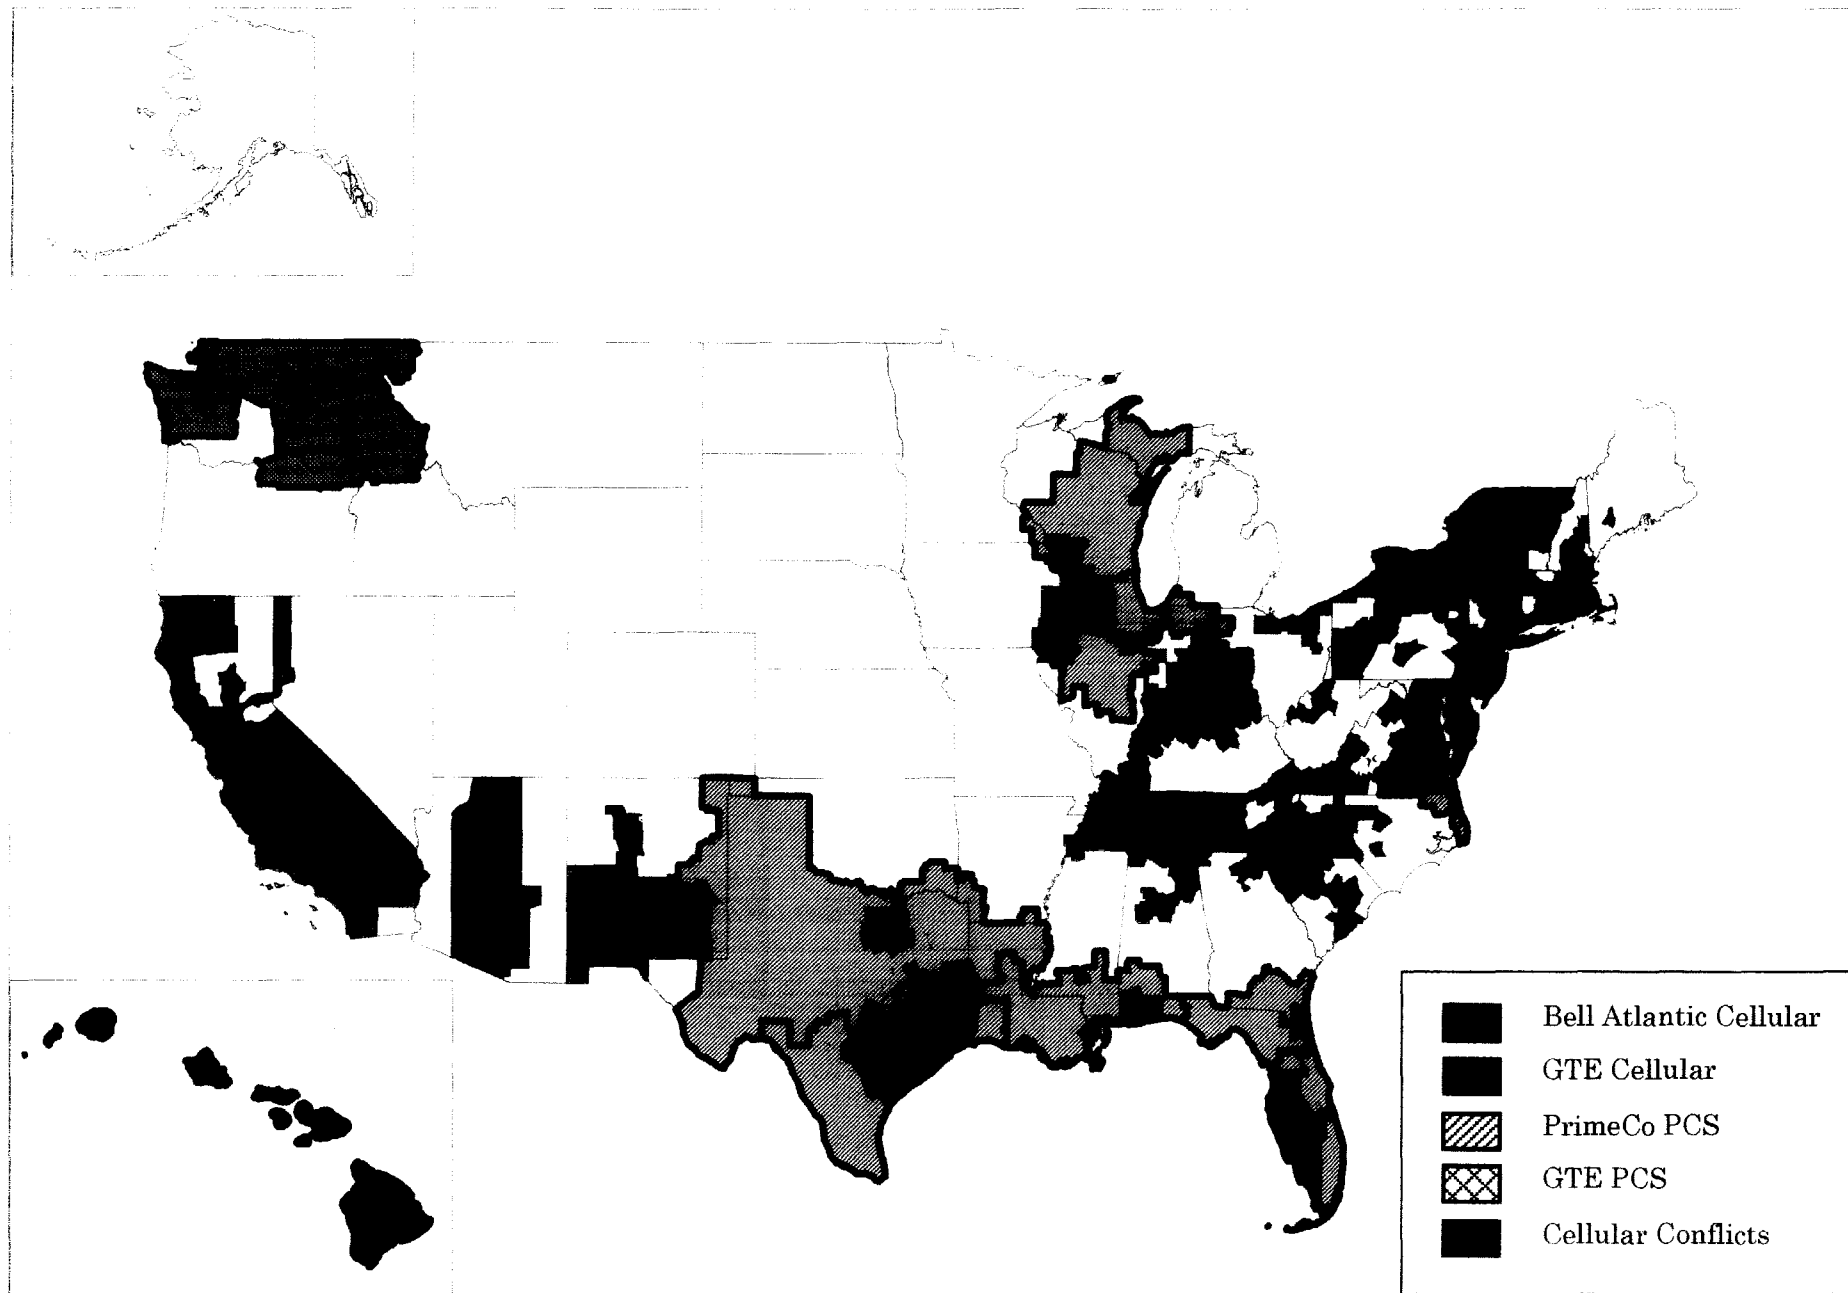 Bell Atlantic Cellular
GTE Cellular
PrimeCo PCS
GTE PCS
Cellular Conflicts